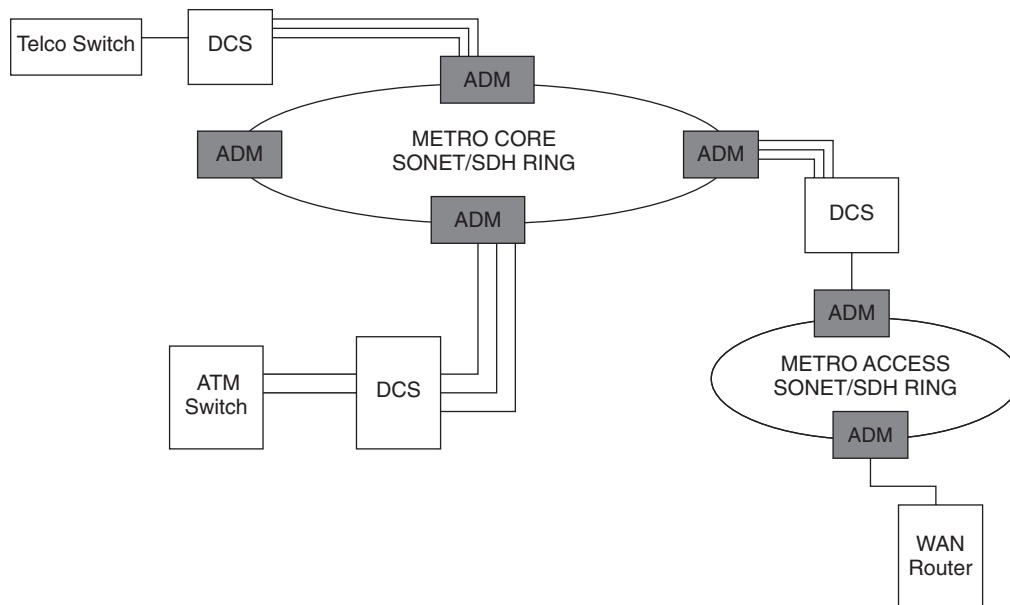 Telco Switch
DCS
ADM
ADM
METRO CORE
SONET/SDH RING
ADM
ADM
DCS
ATM
Switch
DCS
ADM
METRO ACCESS
SONET/SDH RING
ADM
WAN
Router